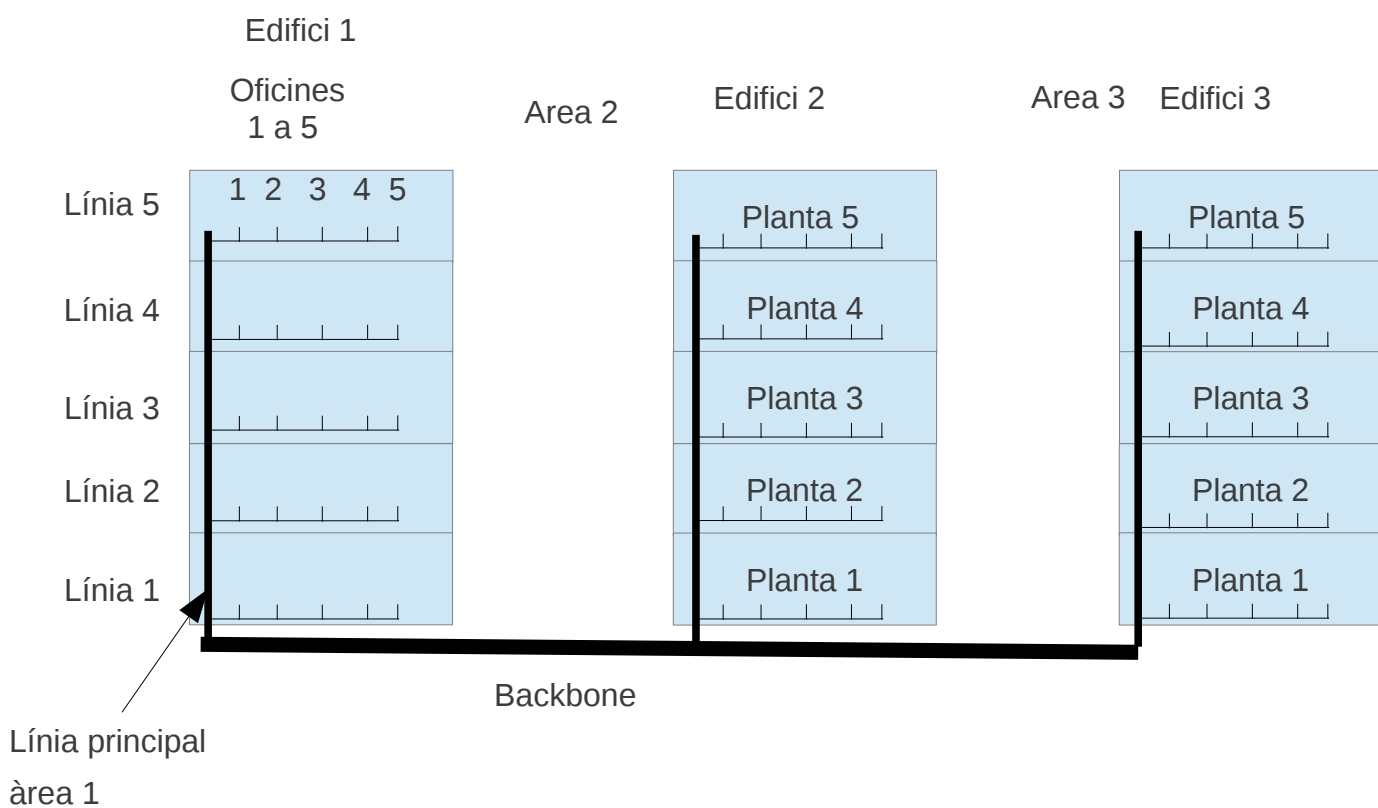 Edifici 1
Oficines
1 a 5
Area 2
Edifici 2
Area 3
Edifici 3
Línia 5
1 2 3 4 5
Planta 5
Planta 5
Línia 4
Planta 4
Planta 4
Línia 3
Planta 3
Planta 3
Línia 2
Planta 2
Planta 2
Línia 1
Planta 1
Planta 1
Backbone
Línia principal
àrea 1